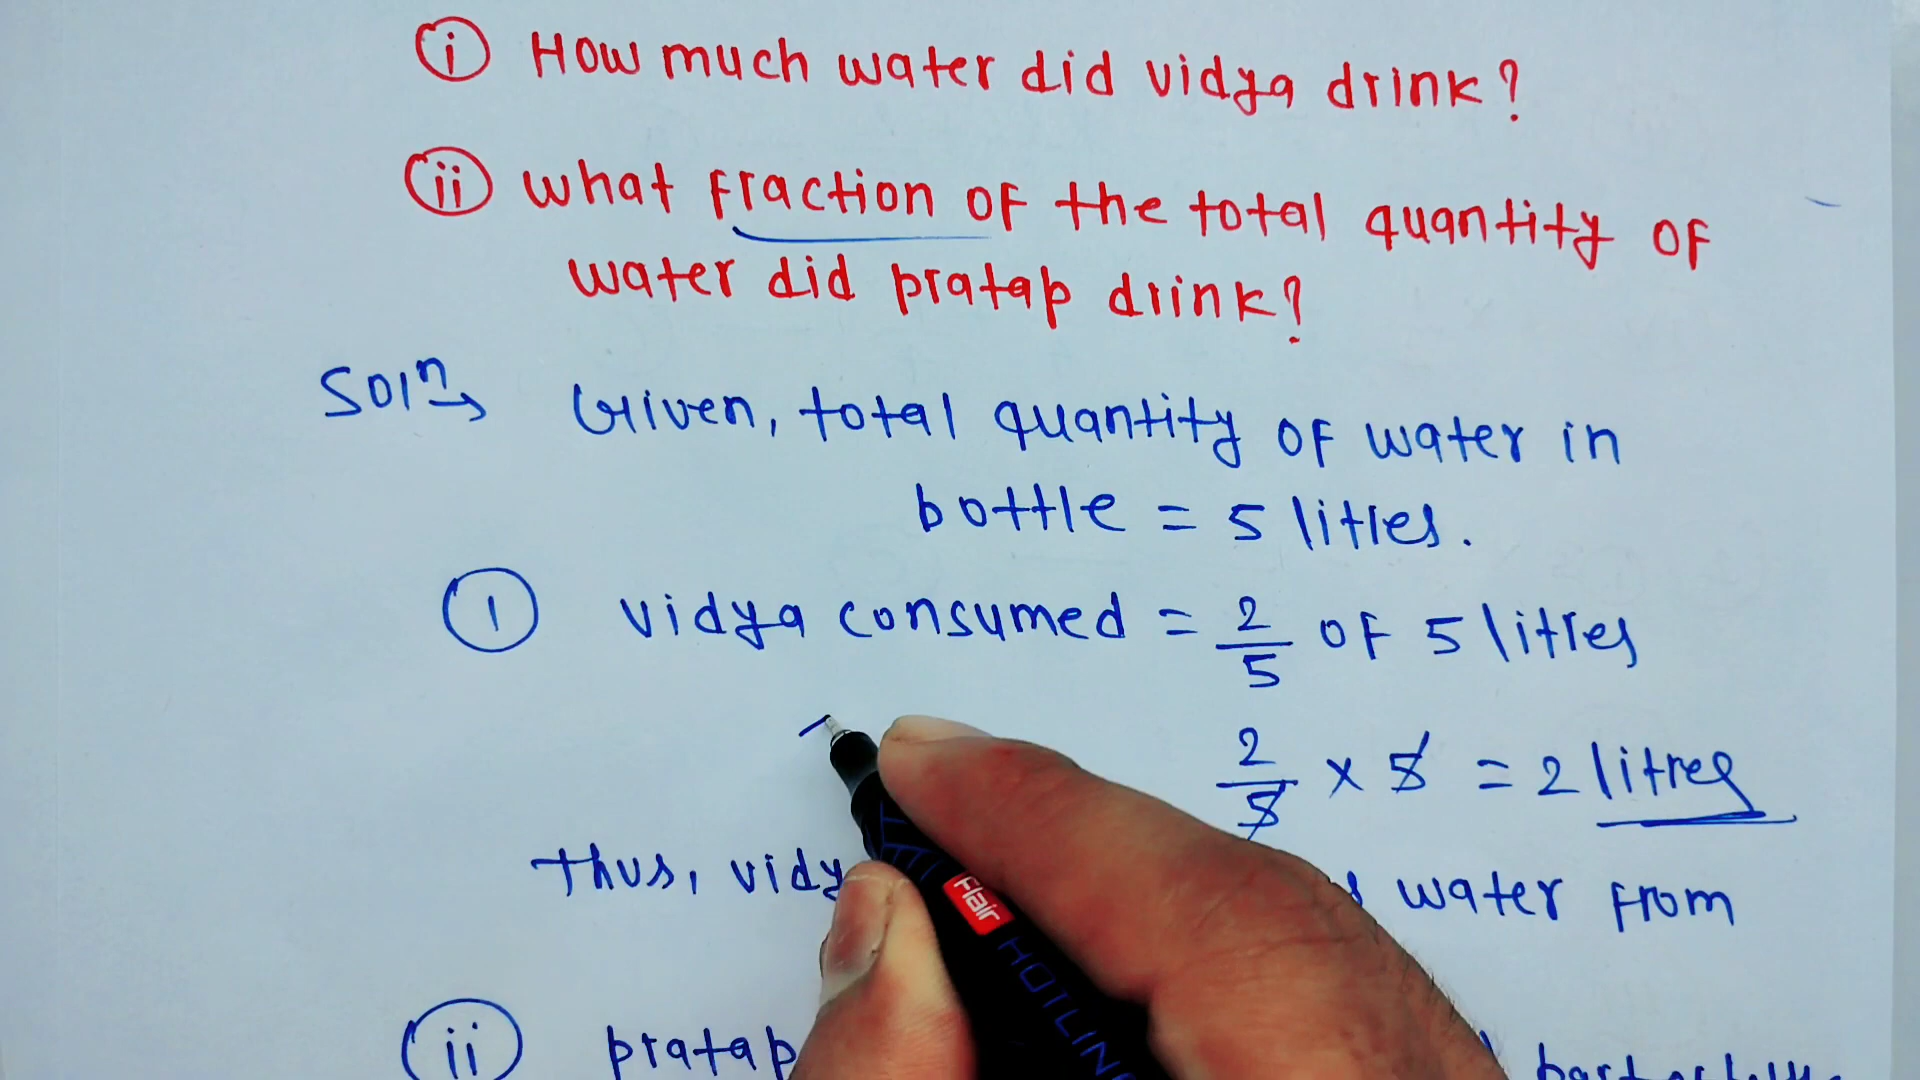 (i) How much water did vidya drink?
(ii) what fraction of the total quantity of
water did pratap drink?
Soln→ Given, total quantity of water in
bottle = 5 litres.
(1) vidya consumed = 2/5 of 5 litres
2/5 x 5 = 2 litres
Thus, vidy water from
(ii) pratap
Flair HOTLIN